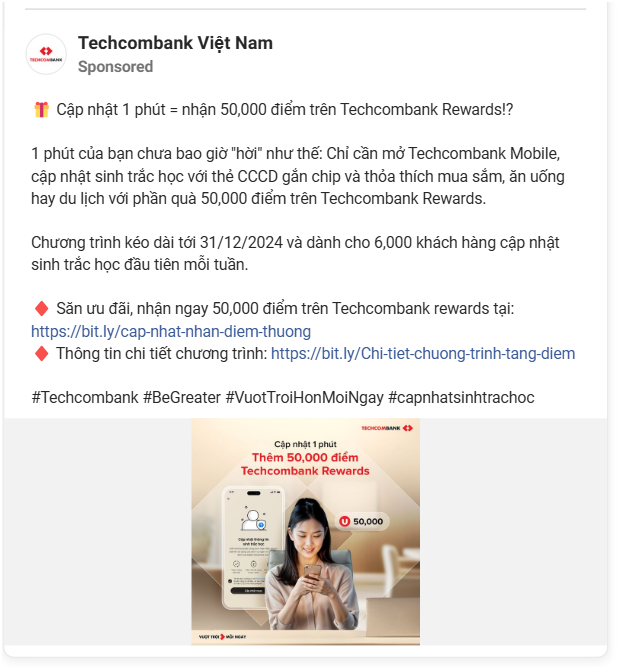 Techcombank Việt Nam
TECHCOMBANK
Sponsored
🎁 Cập nhật 1 phút = nhận 50,000 điểm trên Techcombank Rewards!?
1 phút của bạn chưa bao giờ "hời" như thế: Chỉ cần mở Techcombank Mobile,
cập nhật sinh trắc học với thẻ CCCD gắn chip và thỏa thích mua sắm, ăn uống
hay du lịch với phần quà 50,000 điểm trên Techcombank Rewards.
Chương trình kéo dài tới 31/12/2024 và dành cho 6,000 khách hàng cập nhật
sinh trắc học đầu tiên mỗi tuần.
♦ Săn ưu đãi, nhận ngay 50,000 điểm trên Techcombank rewards tại:
https://bit.ly/cap-nhat-nhan-diem-thuong
♦ Thông tin chi tiết chương trình: https://bit.ly/Chi-tiet-chuong-trinh-tang-diem
#Techcombank #BeGreater #VuotTroiHonMoiNgay #capnhatsinhtrachoc
TECHCOMBANK
Cập nhật 1 phút
Thêm 50,000 điểm
Techcombank Rewards
U 50,000
Cập nhật thông tin
sinh trắc học
VƯỢT TRỘI MỖI NGÀY